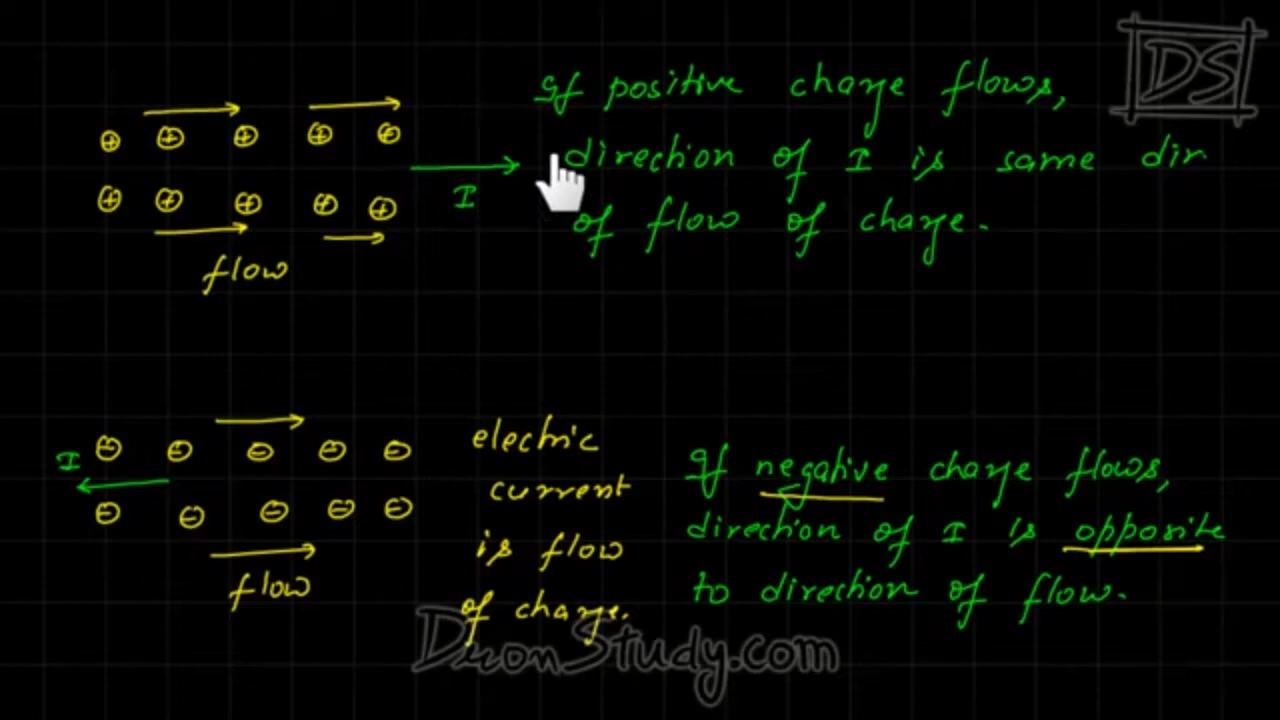 DS
If positive charge flows,
direction of I is same dir
of flow of charge.
I
flow
I
electric
current
is flow
of charge.
If negative charge flows,
direction of I is opposite
to direction of flow.
flow
DronStudy.com